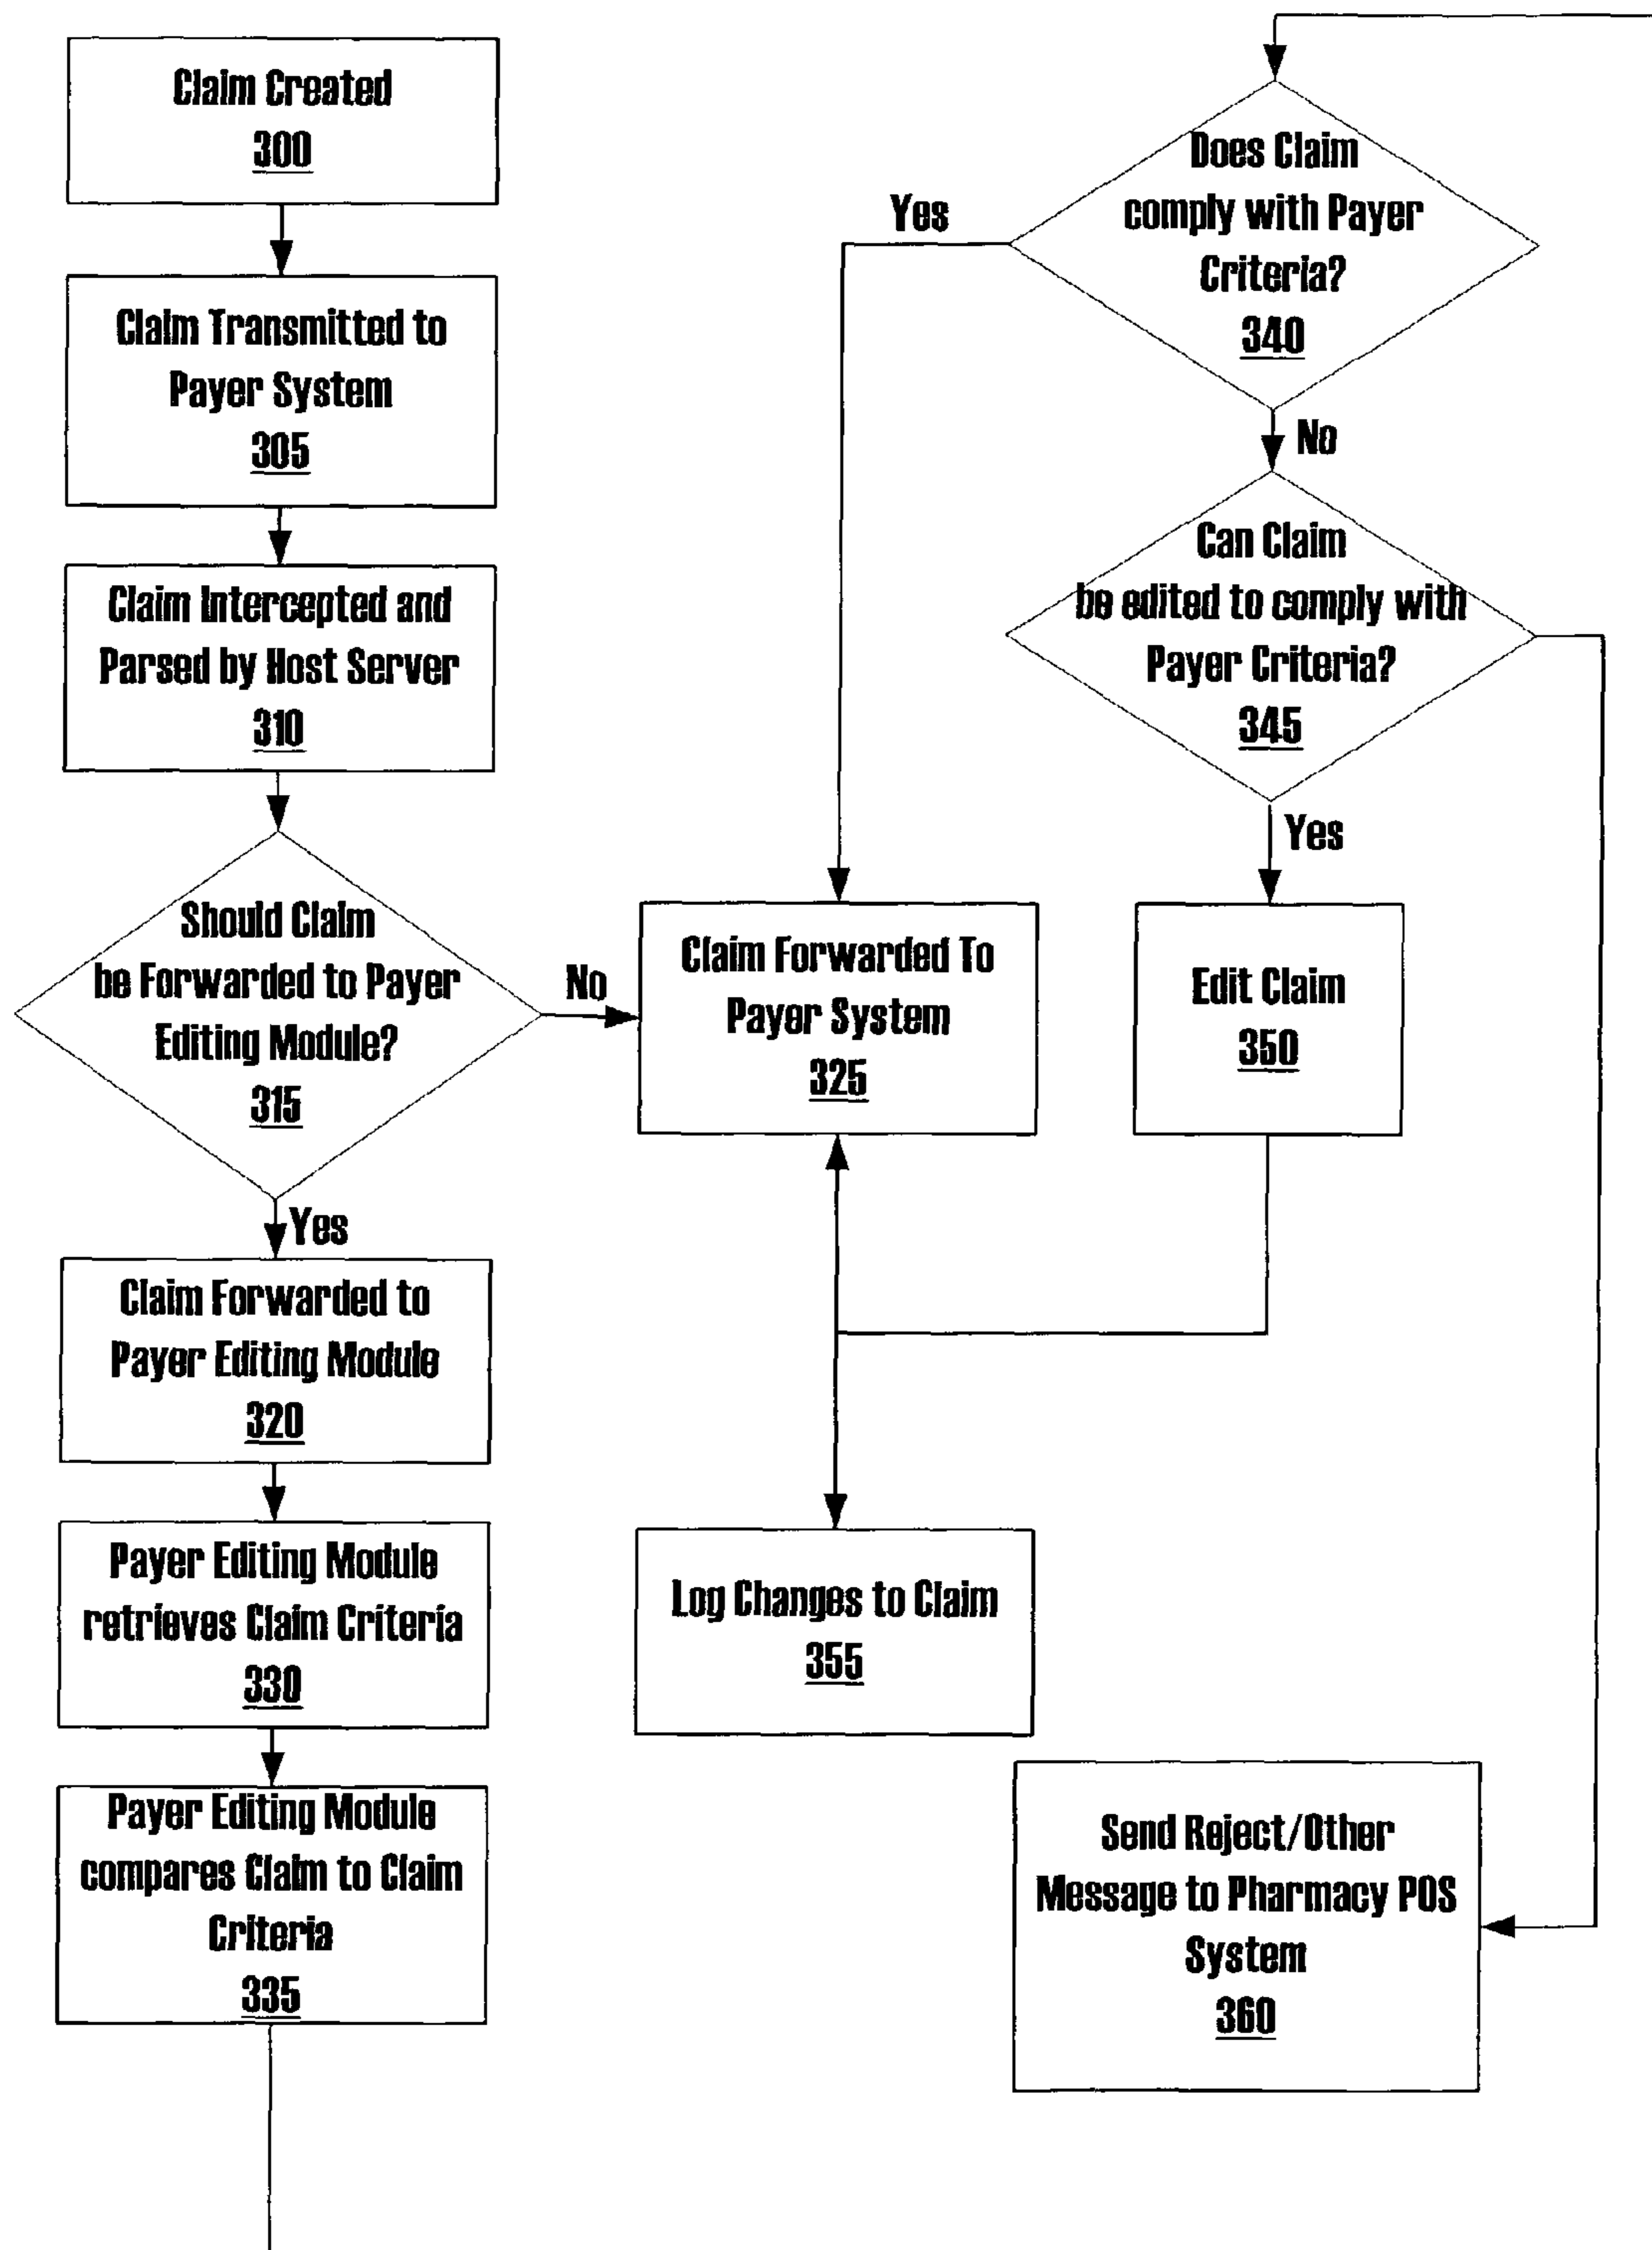 Claim Created
300
Claim Transmitted to
Payer System
305
Claim Intercepted and
Parsed by Host Server
310
Should Claim
be Forwarded to Payer
Editing Module?
315
No
Yes
Claim Forwarded to
Payer Editing Module
320
Payer Editing Module
retrieves Claim Criteria
330
Payer Editing Module
compares Claim to Claim
Criteria
335
Does Claim
comply with Payer
Criteria?
340
Yes
No
Can Claim
be edited to comply with
Payer Criteria?
345
Yes
Claim Forwarded To
Payer System
325
Edit Claim
350
Log Changes to Claim
355
Send Reject/Other
Message to Pharmacy POS
System
360